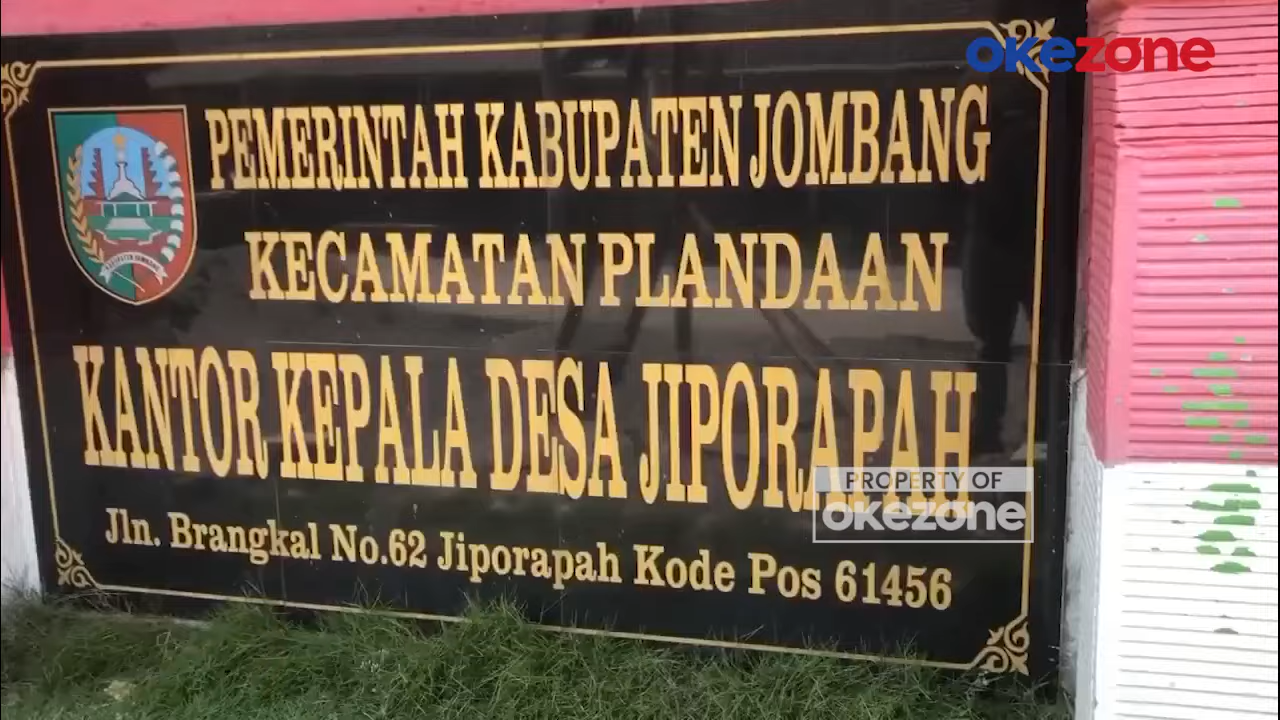 okezone
PEMERINTAH KABUPATEN JOMBANG
KECAMATAN PLANDAAN
KANTOR KEPALA DESA JIPORAPAH
PROPERTY OF
okezone
Jln. Brangkal No.62 Jiporapah Kode Pos 61456